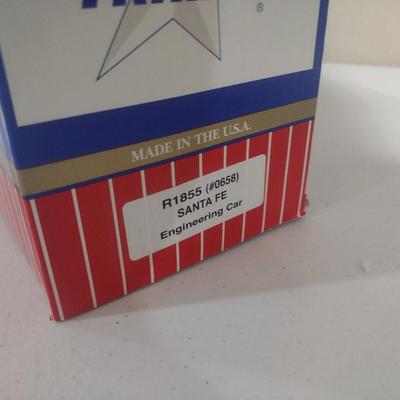 ®
MADE IN THE U.S.A.
R1855 (#0658)
SANTA FE
Engineering Car